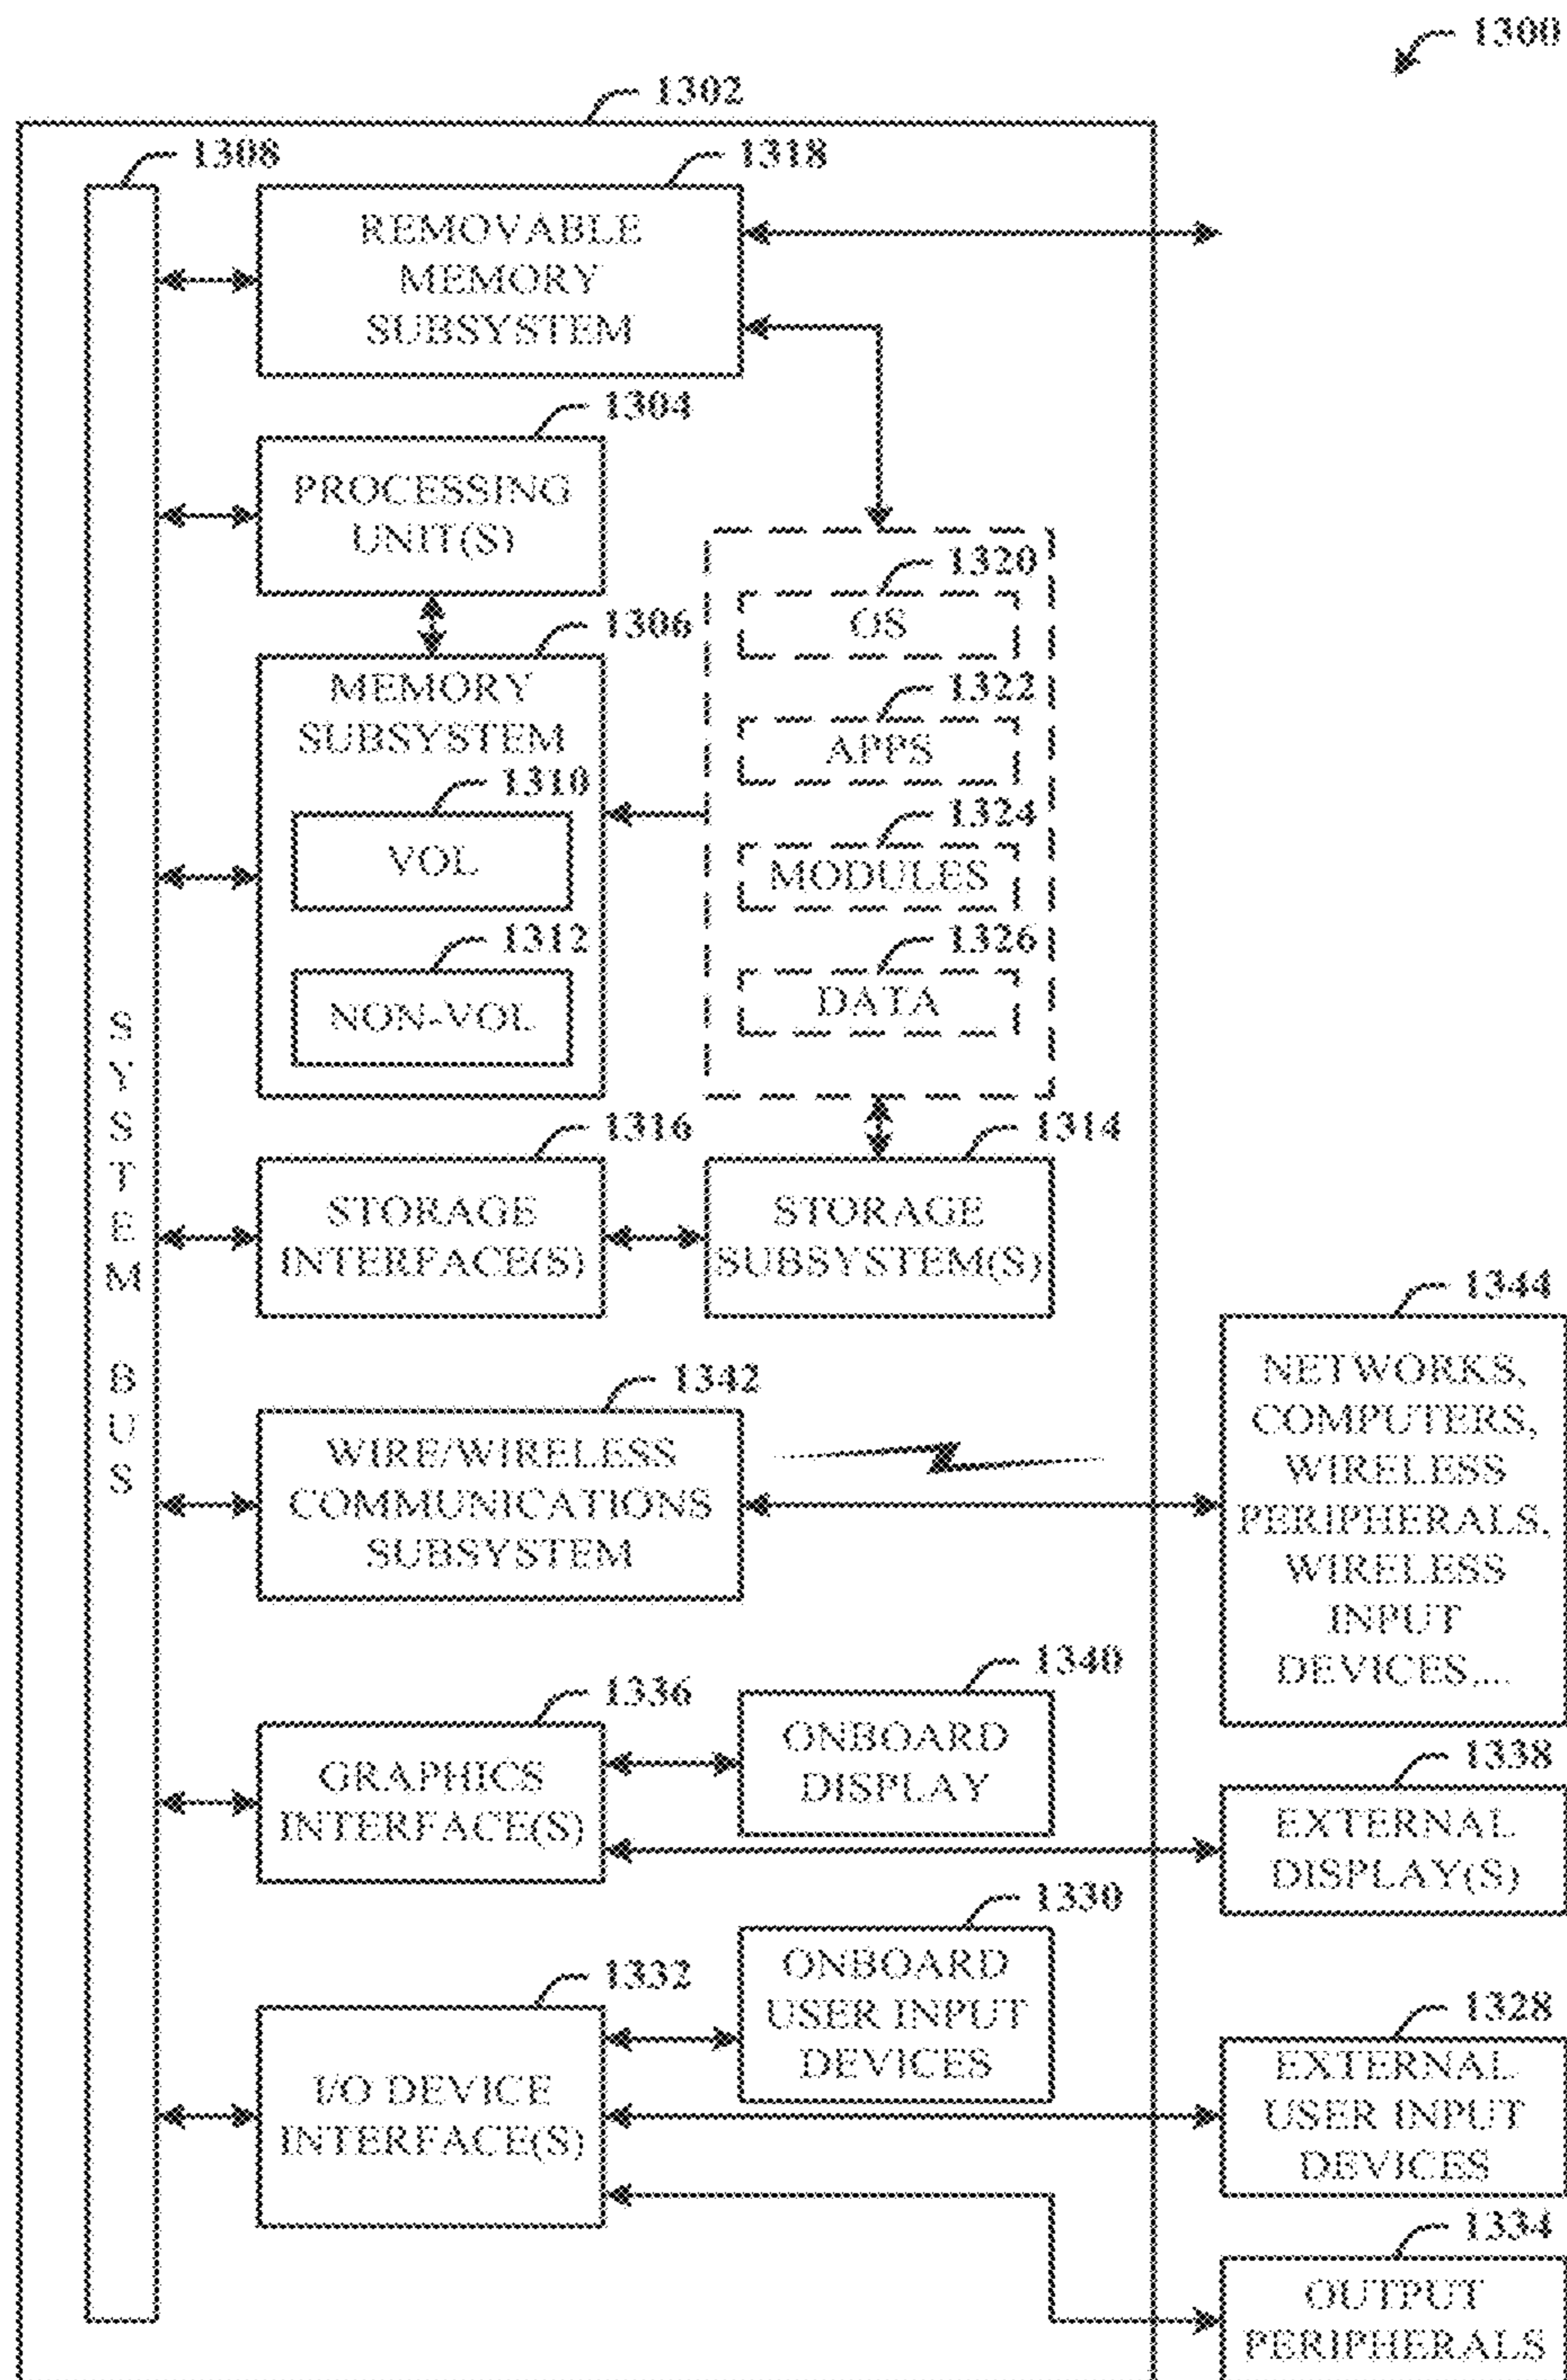 1300
1302
1308
1318
REMOVABLE
MEMORY
SUBSYSTEM
1304
PROCESSING
UNIT(S)
1306
MEMORY
SUBSYSTEM
1310
VOL
1312
NON-VOL
1320
OS
1322
APPS
1324
MODULES
1326
DATA
SYSTEM BUS
1316
STORAGE
INTERFACE(S)
1314
STORAGE
SUBSYSTEM(S)
1342
WIRE/WIRELESS
COMMUNICATIONS
SUBSYSTEM
1344
NETWORKS,
COMPUTERS,
WIRELESS
PERIPHERALS,
WIRELESS
INPUT
DEVICES...
1336
GRAPHICS
INTERFACE(S)
1340
ONBOARD
DISPLAY
1338
EXTERNAL
DISPLAY(S)
1332
I/O DEVICE
INTERFACE(S)
1330
ONBOARD
USER INPUT
DEVICES
1328
EXTERNAL
USER INPUT
DEVICES
1334
OUTPUT
PERIPHERALS